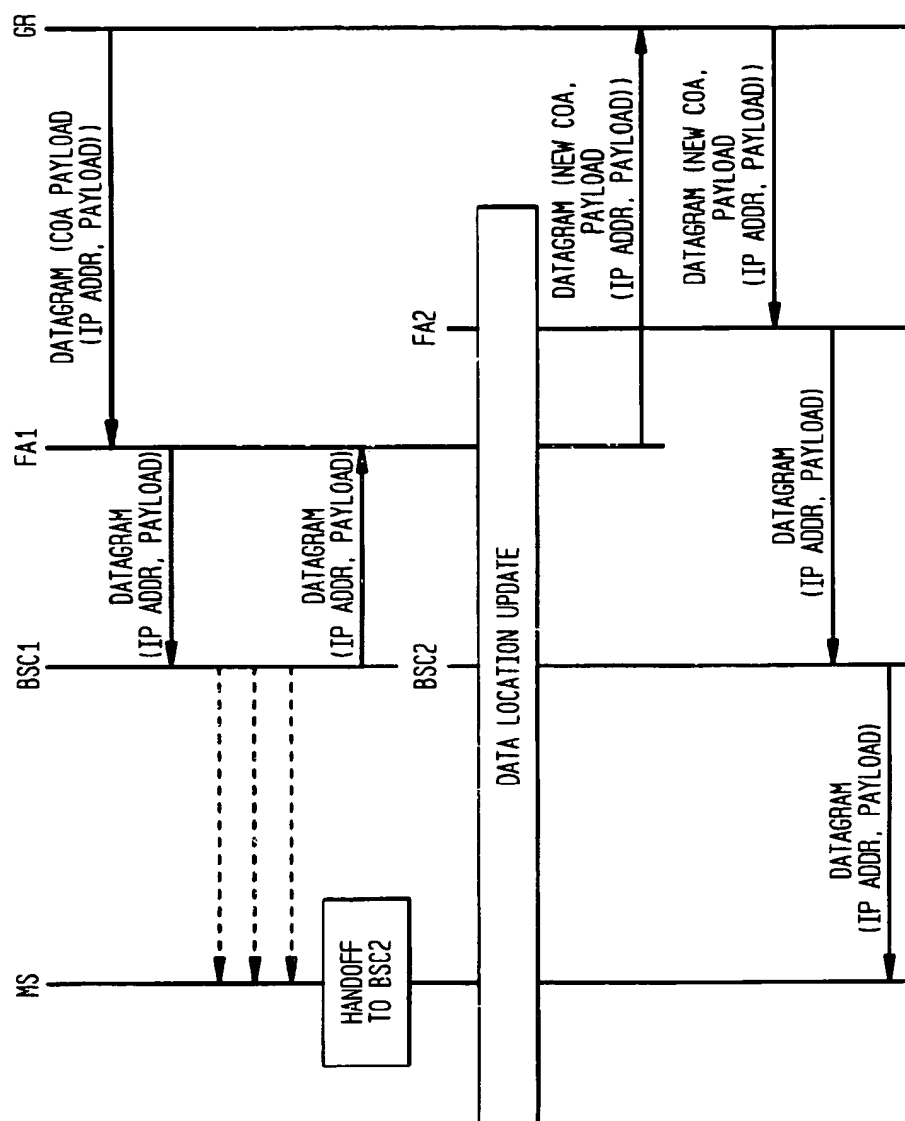 MS
BSC1
FA1
GR
DATAGRAM (COA PAYLOAD
(IP ADDR, PAYLOAD))
DATAGRAM
(IP ADDR, PAYLOAD)
HANDOFF
TO BSC2
DATAGRAM
(IP ADDR, PAYLOAD)
BSC2
FA2
DATA LOCATION UPDATE
DATAGRAM (NEW COA,
PAYLOAD
(IP ADDR, PAYLOAD))
DATAGRAM (NEW COA,
PAYLOAD
(IP ADDR, PAYLOAD))
DATAGRAM
(IP ADDR, PAYLOAD)
DATAGRAM
(IP ADDR, PAYLOAD)